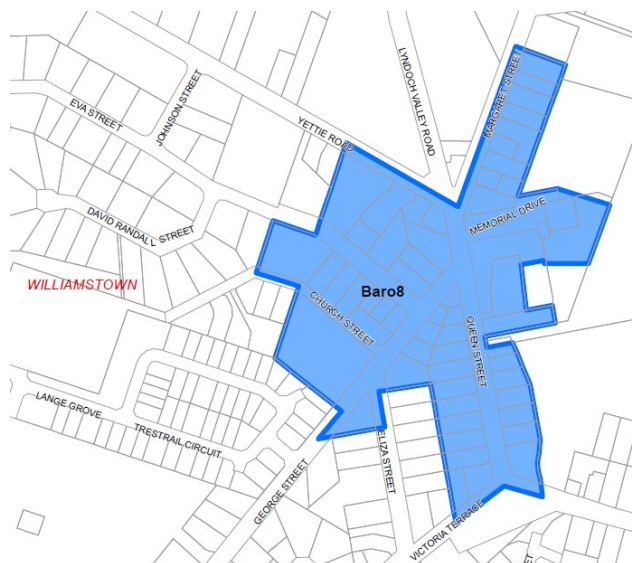 MARGARET STREET
LYNDOCH VALLEY ROAD
JOHNSON STREET
EVA STREET
YETTIE ROAD
MEMORIAL DRIVE
DAVID RANDALL STREET
WILLIAMSTOWN
Baro8
CHURCH STREET
QUEEN STREET
LANGE GROVE
TRESTRAIL CIRCUIT
ELIZA STREET
GEORGE STREET
VICTORIA TERRACE